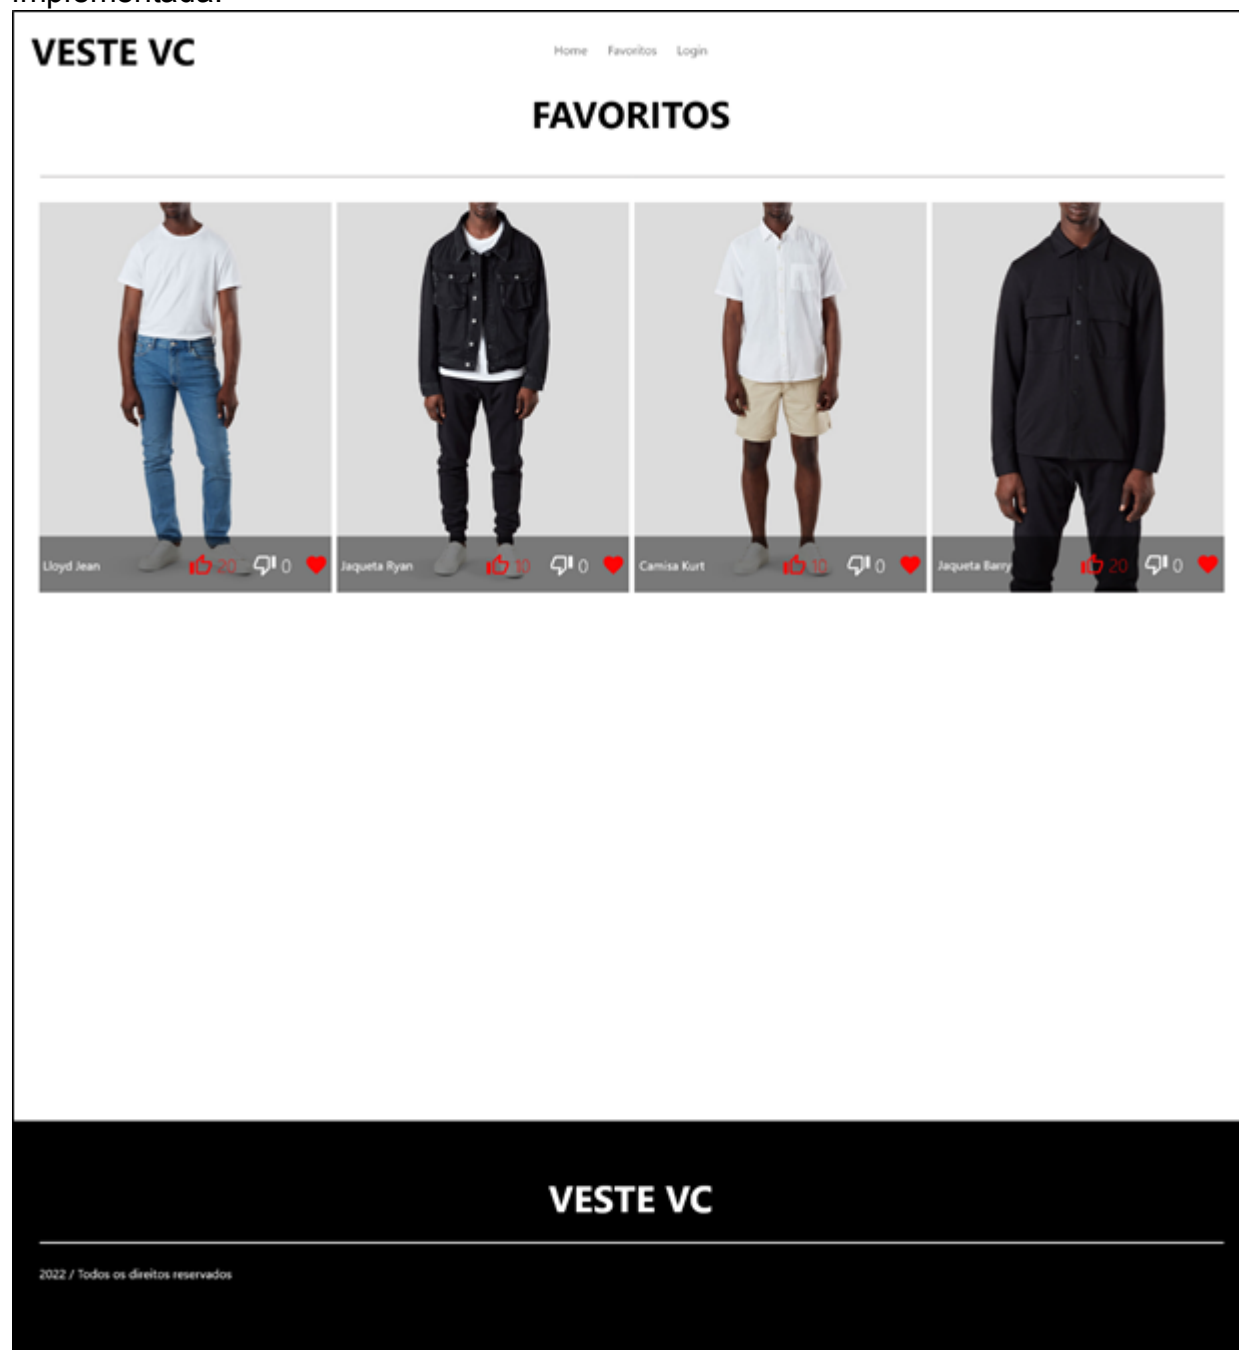 implementada.
VESTE VC
Home Favoritos Login
FAVORITOS
Lloyd Jean 20 0
Jaqueta Ryan 10 0
Camisa Kurt 10 0
Jaqueta Barry 20 0
VESTE VC
2022 / Todos os direitos reservados